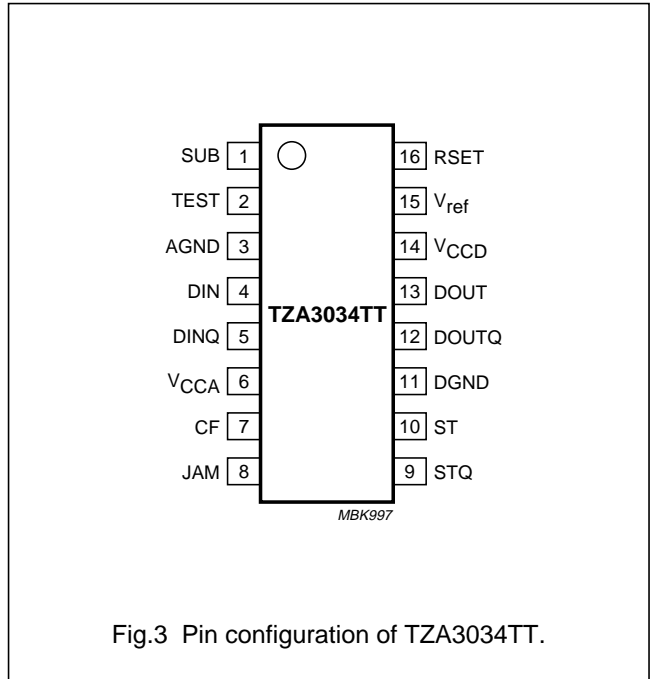 SUB 1 16 RSET
TEST 2 15 Vref
AGND 3 14 VCCD
DIN 4 13 DOUT
TZA3034TT
DINQ 5 12 DOUTQ
VCCA 6 11 DGND
CF 7 10 ST
JAM 8 9 STQ
MBK997
Fig.3 Pin configuration of TZA3034TT.